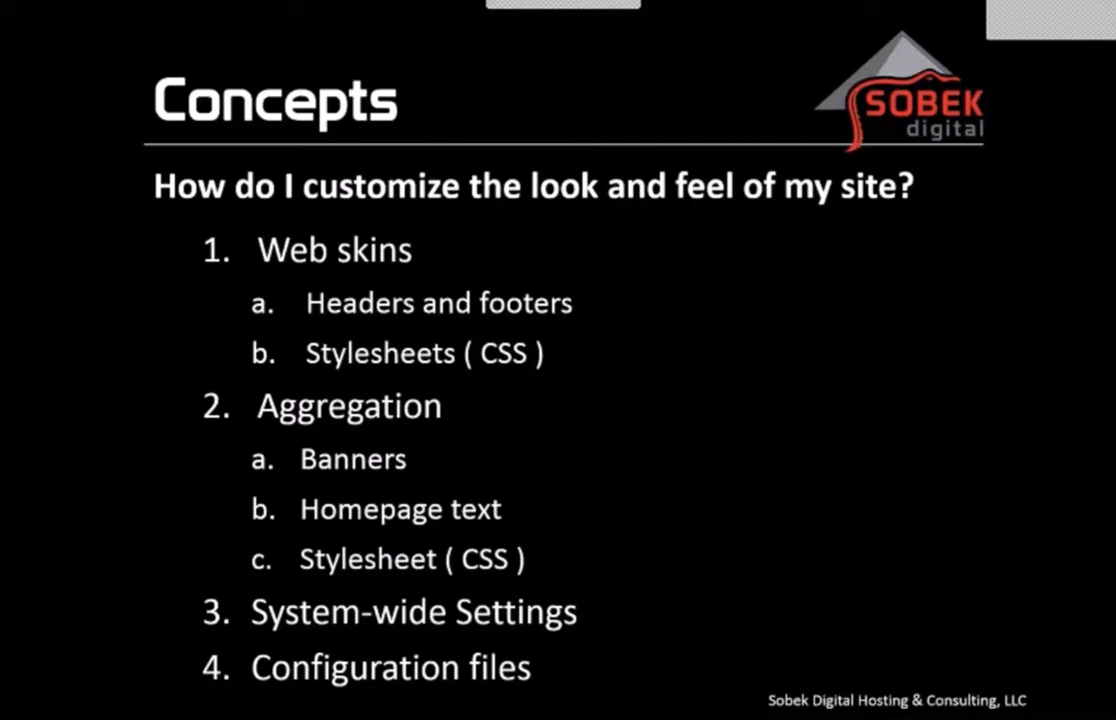 Concepts
SOBEK
digital
How do I customize the look and feel of my site?
1. Web skins
a. Headers and footers
b. Stylesheets ( CSS )
2. Aggregation
a. Banners
b. Homepage text
c. Stylesheet ( CSS )
3. System-wide Settings
4. Configuration files
Sobek Digital Hosting & Consulting, LLC